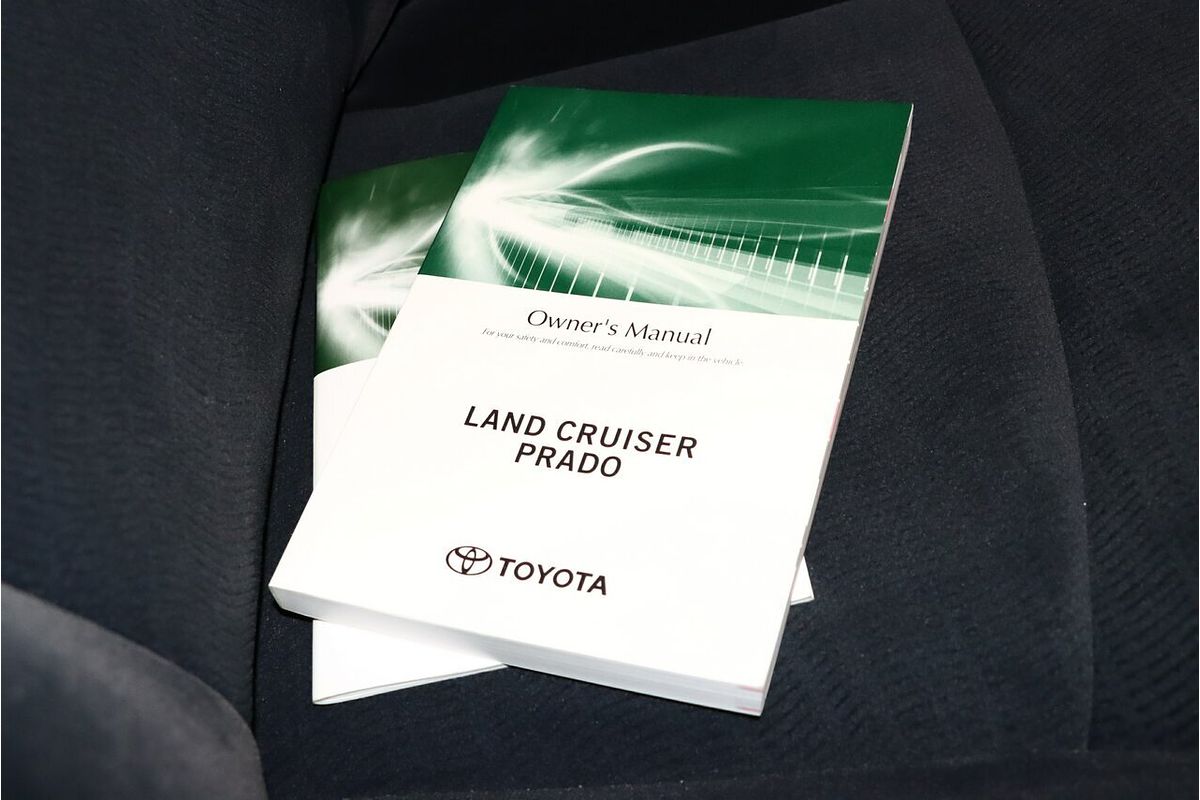 Owner's Manual
For your safety and comfort, read carefully and keep in the vehicle.
LAND CRUISER
PRADO
TOYOTA